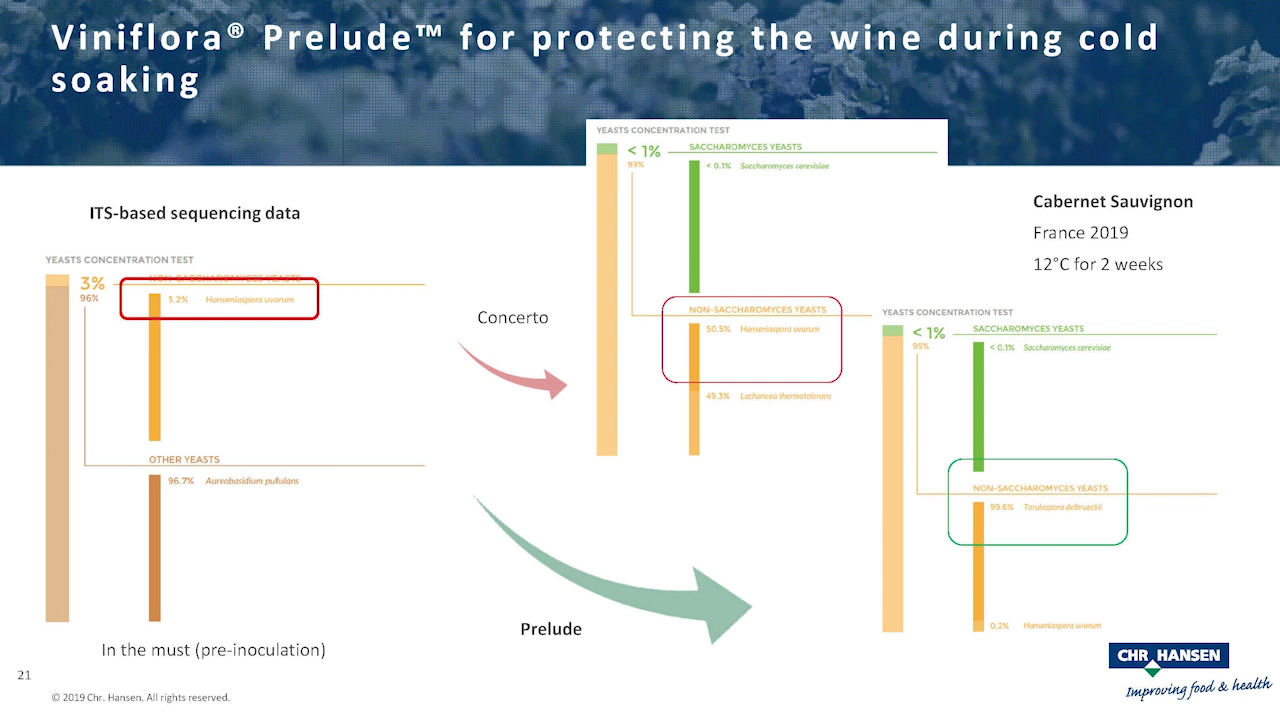 Viniflora® Prelude™ for protecting the wine during cold
soaking
ITS-based sequencing data
YEASTS CONCENTRATION TEST
3%
NON-SACCHAROMYCES YEASTS
96%
3.2% Hanseniaspora uvarum
OTHER YEASTS
96.7% Aureobasidium pullulans
In the must (pre-inoculation)
Concerto
Prelude
YEASTS CONCENTRATION TEST
< 1%
SACCHAROMYCES YEASTS
99%
< 0.1% Saccharomyces cerevisiae
NON-SACCHAROMYCES YEASTS
50.5% Hanseniaspora uvarum
49.3% Lachancea thermotolerans
Cabernet Sauvignon
France 2019
12°C for 2 weeks
YEASTS CONCENTRATION TEST
< 1%
SACCHAROMYCES YEASTS
99%
< 0.1% Saccharomyces cerevisiae
NON-SACCHAROMYCES YEASTS
99.6% Torulaspora delbrueckii
0.2% Hanseniaspora uvarum
21
© 2019 Chr. Hansen. All rights reserved.
CHR HANSEN
Improving food & health